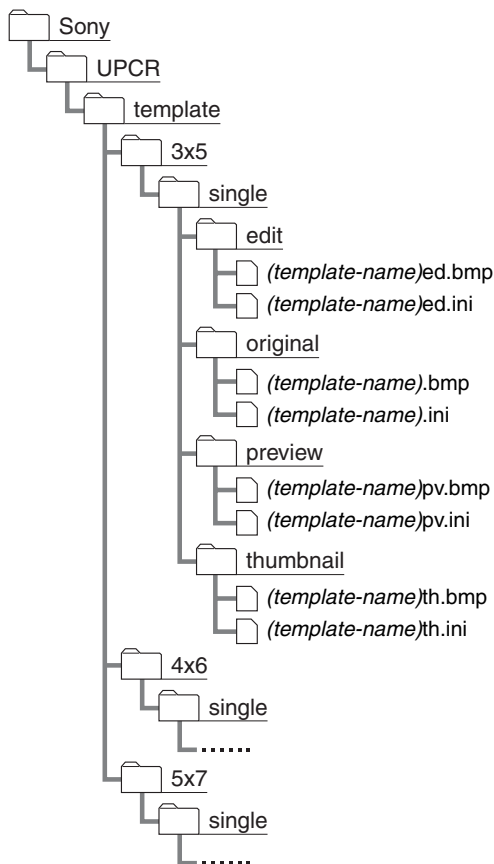 Sony
UPCR
template
3x5
single
edit
(template-name)ed.bmp
(template-name)ed.ini
original
(template-name).bmp
(template-name).ini
preview
(template-name)pv.bmp
(template-name)pv.ini
thumbnail
(template-name)th.bmp
(template-name)th.ini
4x6
single
......
5x7
single
......